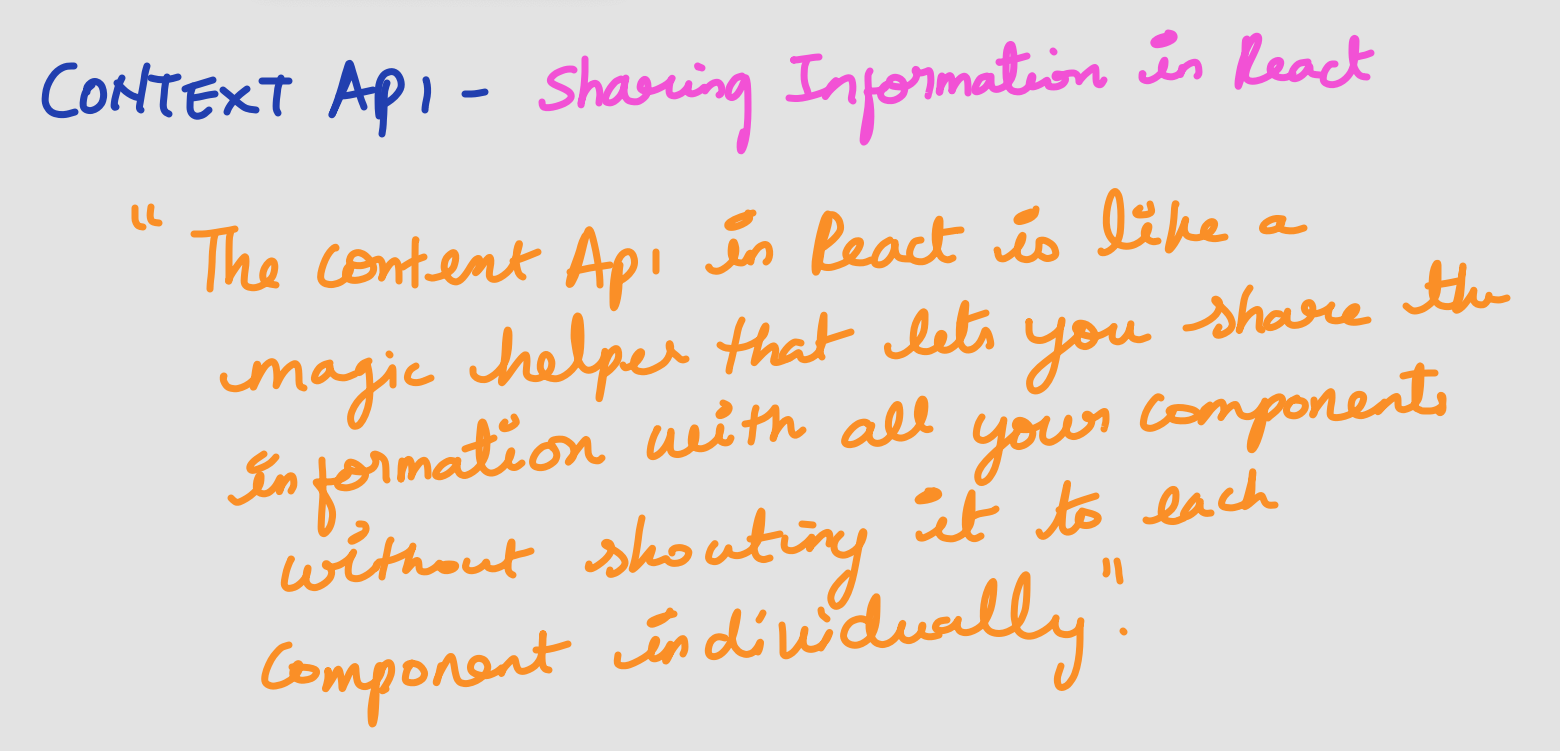 CONTEXT API - Sharing Information in React
"The content Api in React is like a
magic helper that lets you share the
information with all your components
without shouting it to each
component individually".